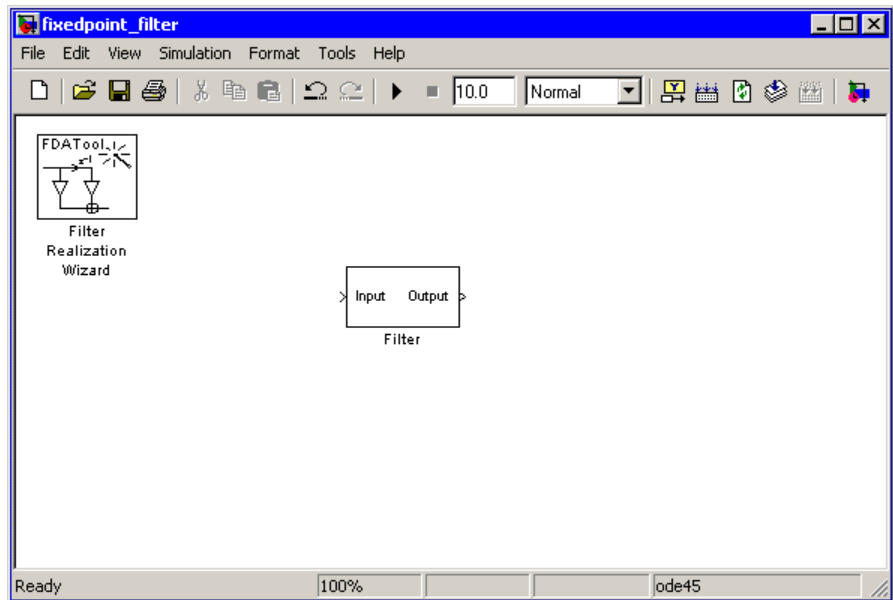 fixedpoint_filter
File Edit View Simulation Format Tools Help
10.0 Normal
FDATool
z-1
Filter
Realization
Wizard
Input Output
Filter
Ready 100% ode45